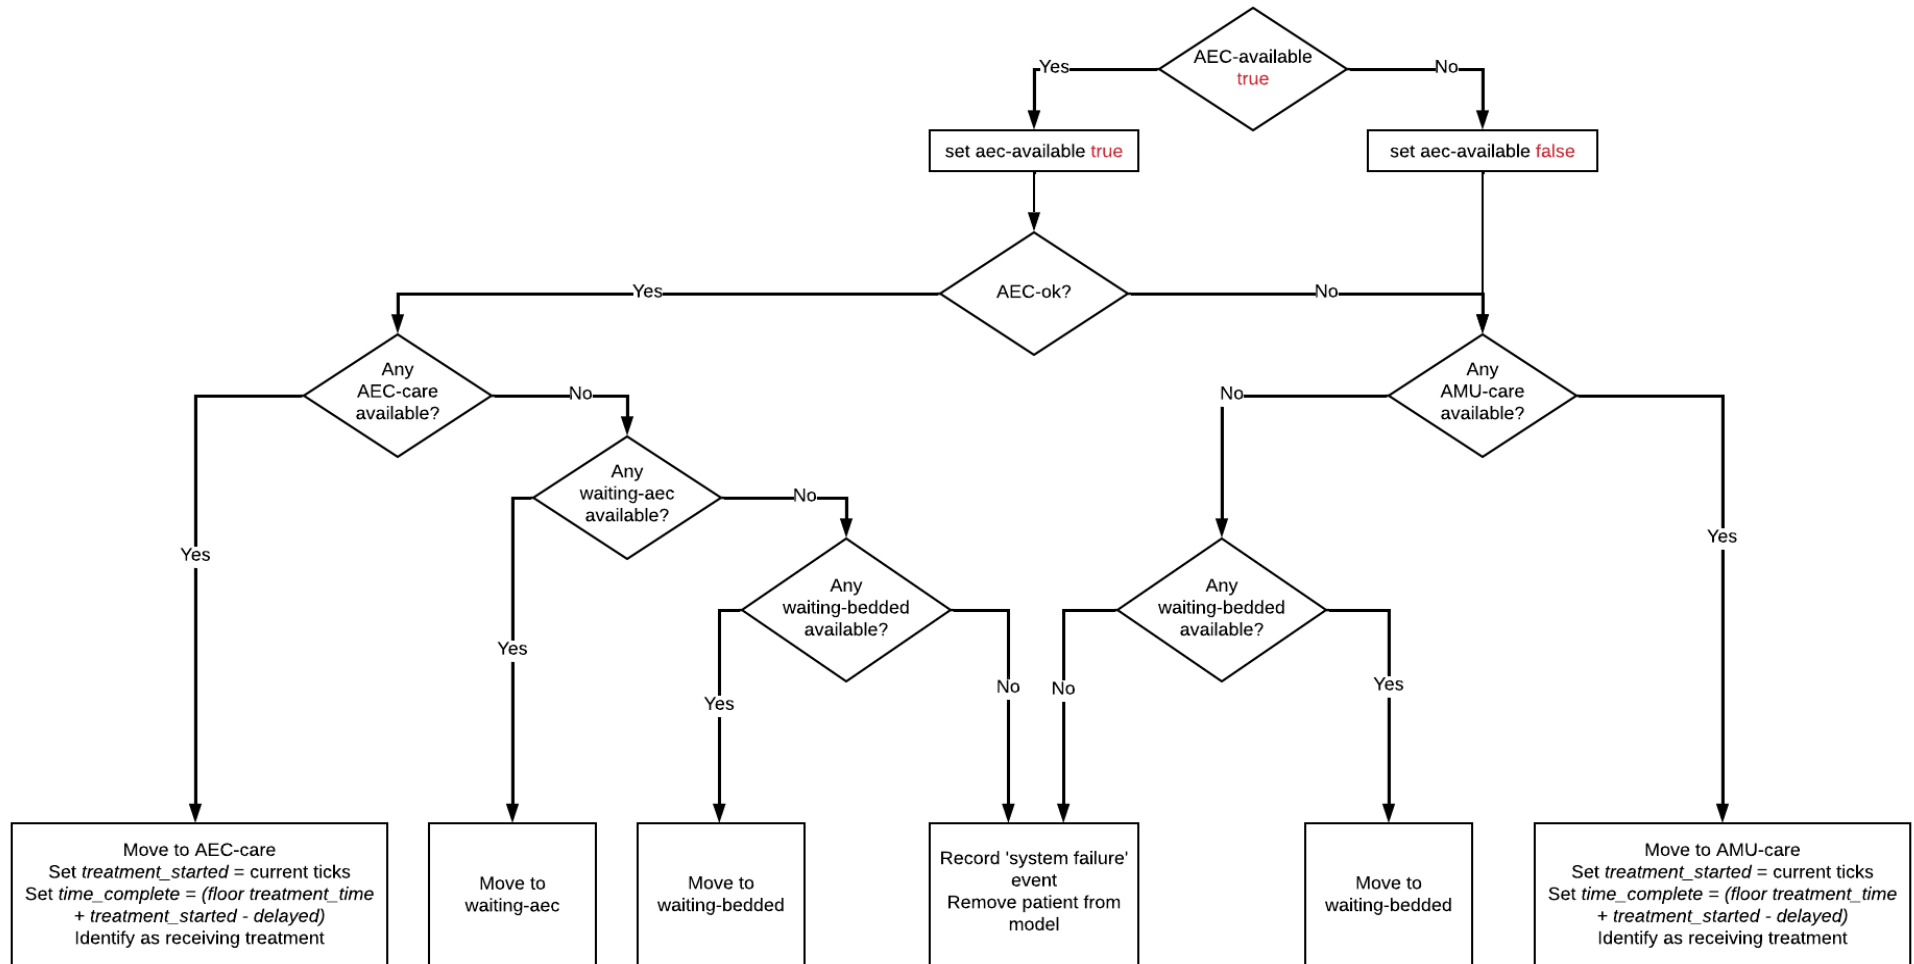 AEC-available
true
Yes
No
set aec-available true
set aec-available false
AEC-ok?
Yes
No
Any
AEC-care
available?
Any
AMU-care
available?
No
No
Any
waiting-aec
available?
No
Yes
Yes
Any
waiting-bedded
available?
Any
waiting-bedded
available?
Yes
Yes
No
No
Yes
Move to AEC-care
Set treatment_started = current ticks
Set time_complete = (floor treatment_time
+ treatment_started - delayed)
Identify as receiving treatment
Move to
waiting-aec
Move to
waiting-bedded
Record 'system failure'
event
Remove patient from
model
Move to
waiting-bedded
Move to AMU-care
Set treatment_started = current ticks
Set time_complete = (floor treatment_time
+ treatment_started - delayed)
Identify as receiving treatment